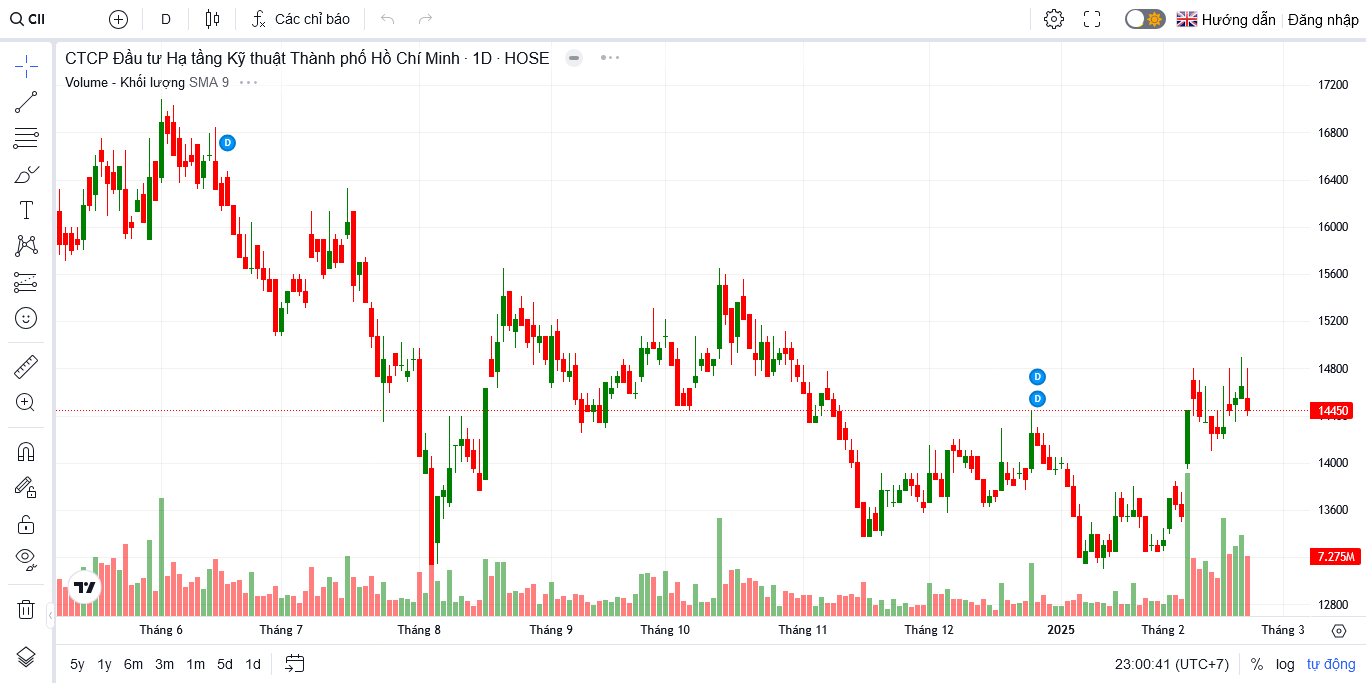 CII D Các chỉ báo Hướng dẫn Đăng nhập
CTCP Đầu tư Hạ tầng Kỹ thuật Thành phố Hồ Chí Minh · 1D · HOSE
Volume - Khối lượng SMA 9
D
D
D
17200
16800
16400
16000
15600
15200
14800
14450
14000
13600
7.275M
12800
Tháng 6 Tháng 7 Tháng 8 Tháng 9 Tháng 10 Tháng 11 Tháng 12 2025 Tháng 2 Tháng 3
5y 1y 6m 3m 1m 5d 1d 23:00:41 (UTC+7) % log tự động